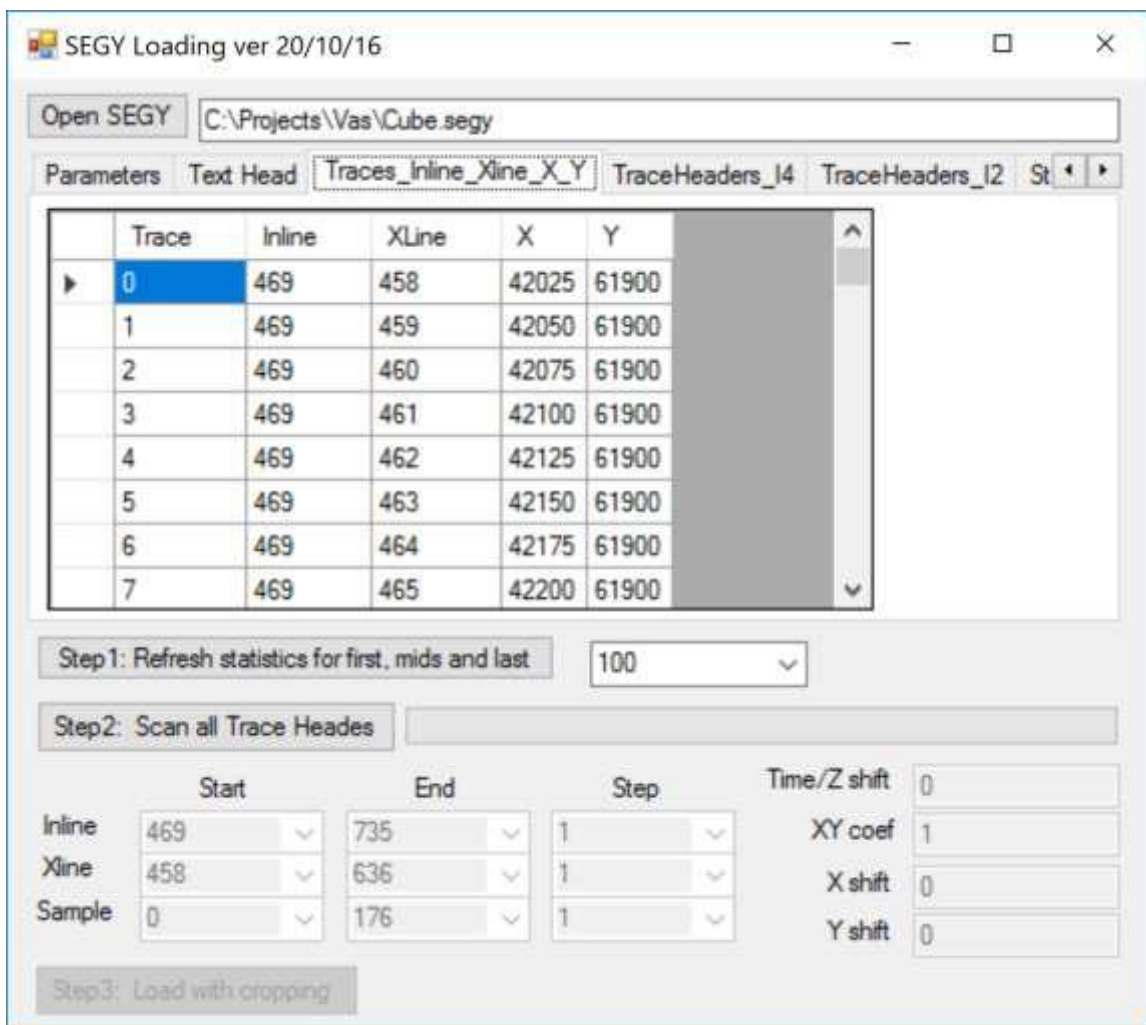 SEGY Loading ver 20/10/16
Open SEGY C:\Projects\Vas\Cube.segy
Parameters Text Head Traces_Inline_Xline_X_Y TraceHeaders_I4 TraceHeaders_I2 St
Trace Inline XLine X Y
0 469 458 42025 61900
1 469 459 42050 61900
2 469 460 42075 61900
3 469 461 42100 61900
4 469 462 42125 61900
5 469 463 42150 61900
6 469 464 42175 61900
7 469 465 42200 61900
Step1: Refresh statistics for first, mids and last 100
Step2: Scan all Trace Heades
Start End Step Time/Z shift 0
Inline 469 735 1 XY coef 1
Xline 458 636 1 X shift 0
Sample 0 176 1 Y shift 0
Step3: Load with cropping